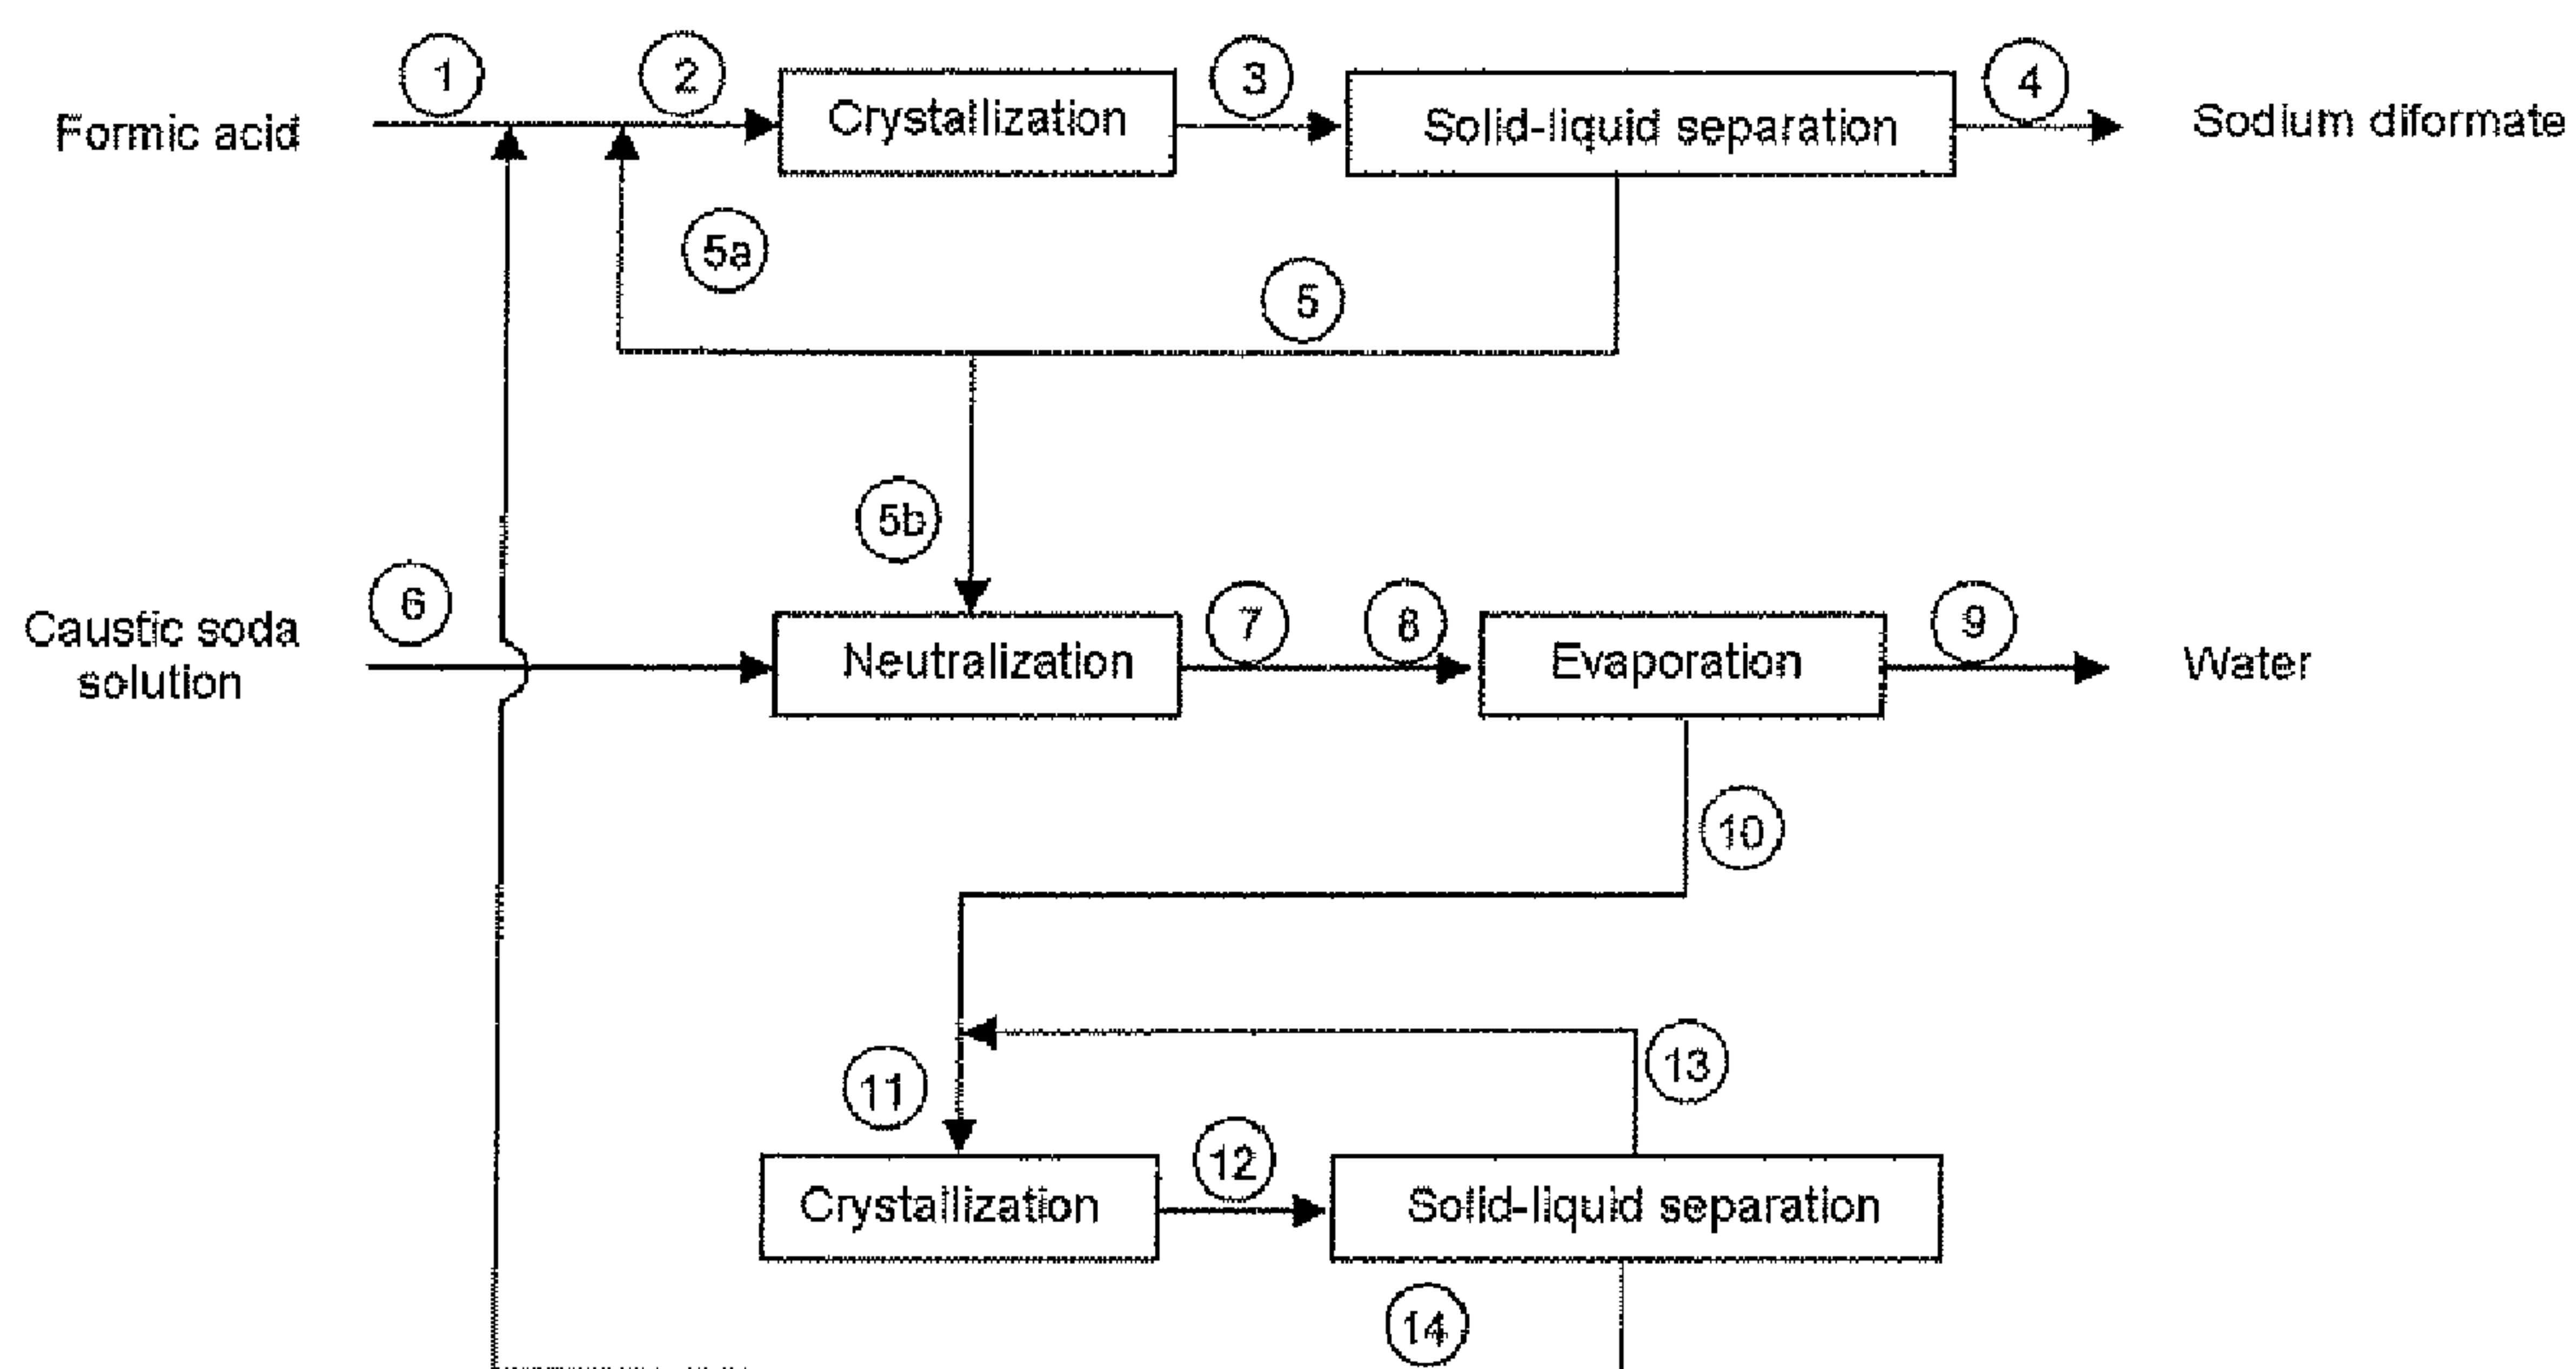 1
2
Crystallization
3
Solid-liquid separation
4
Formic acid
Sodium diformate
5a
5
5b
6
Caustic soda
solution
Neutralization
7
8
Evaporation
9
Water
10
11
13
Crystallization
12
Solid-liquid separation
14